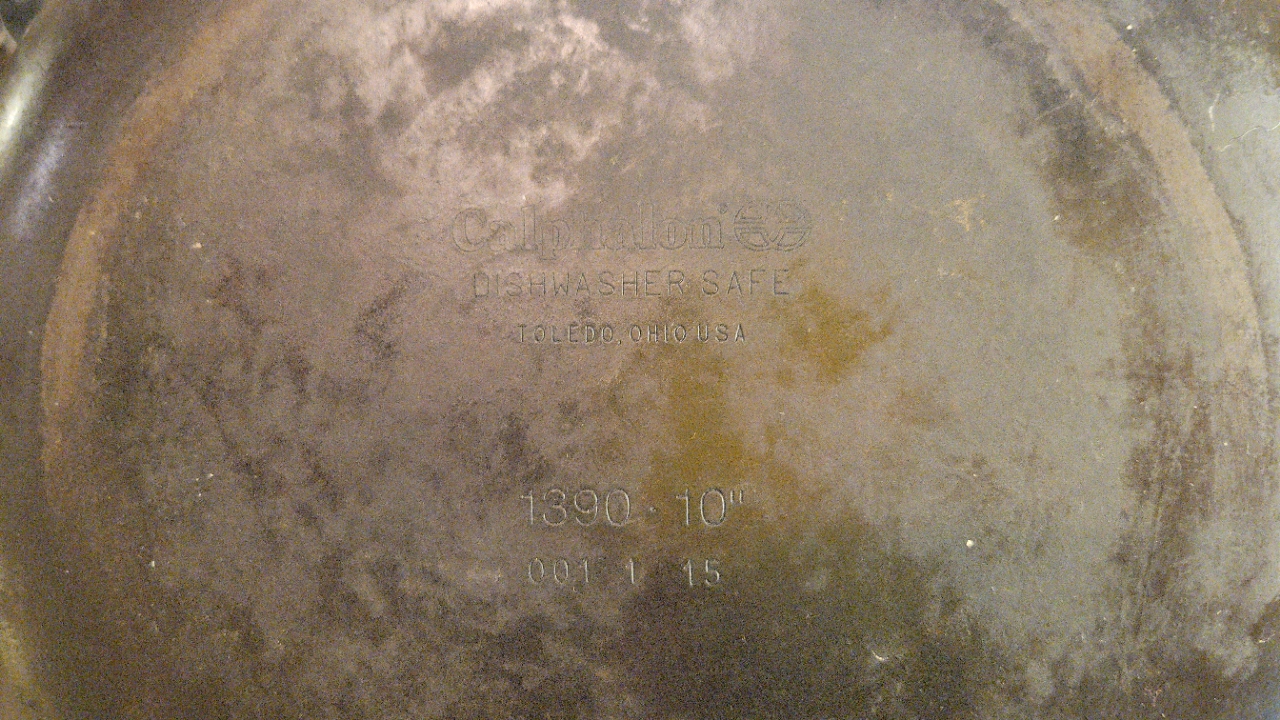 Calphalon
DISHWASHER SAFE
TOLEDO, OHIO USA
1390 · 10"
001 1 15